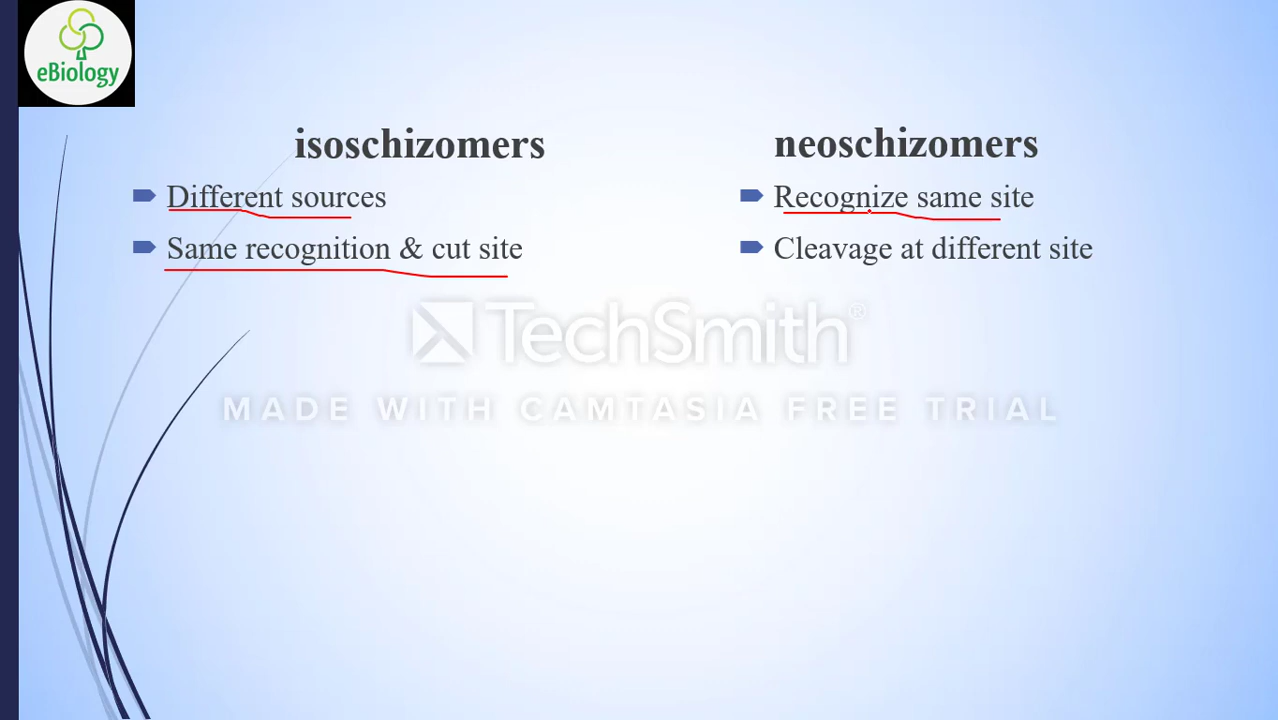 eBiology
isoschizomers
Different sources
Same recognition & cut site
neoschizomers
Recognize same site
Cleavage at different site
TechSmith®
MADE WITH CAMTASIA FREE TRIAL